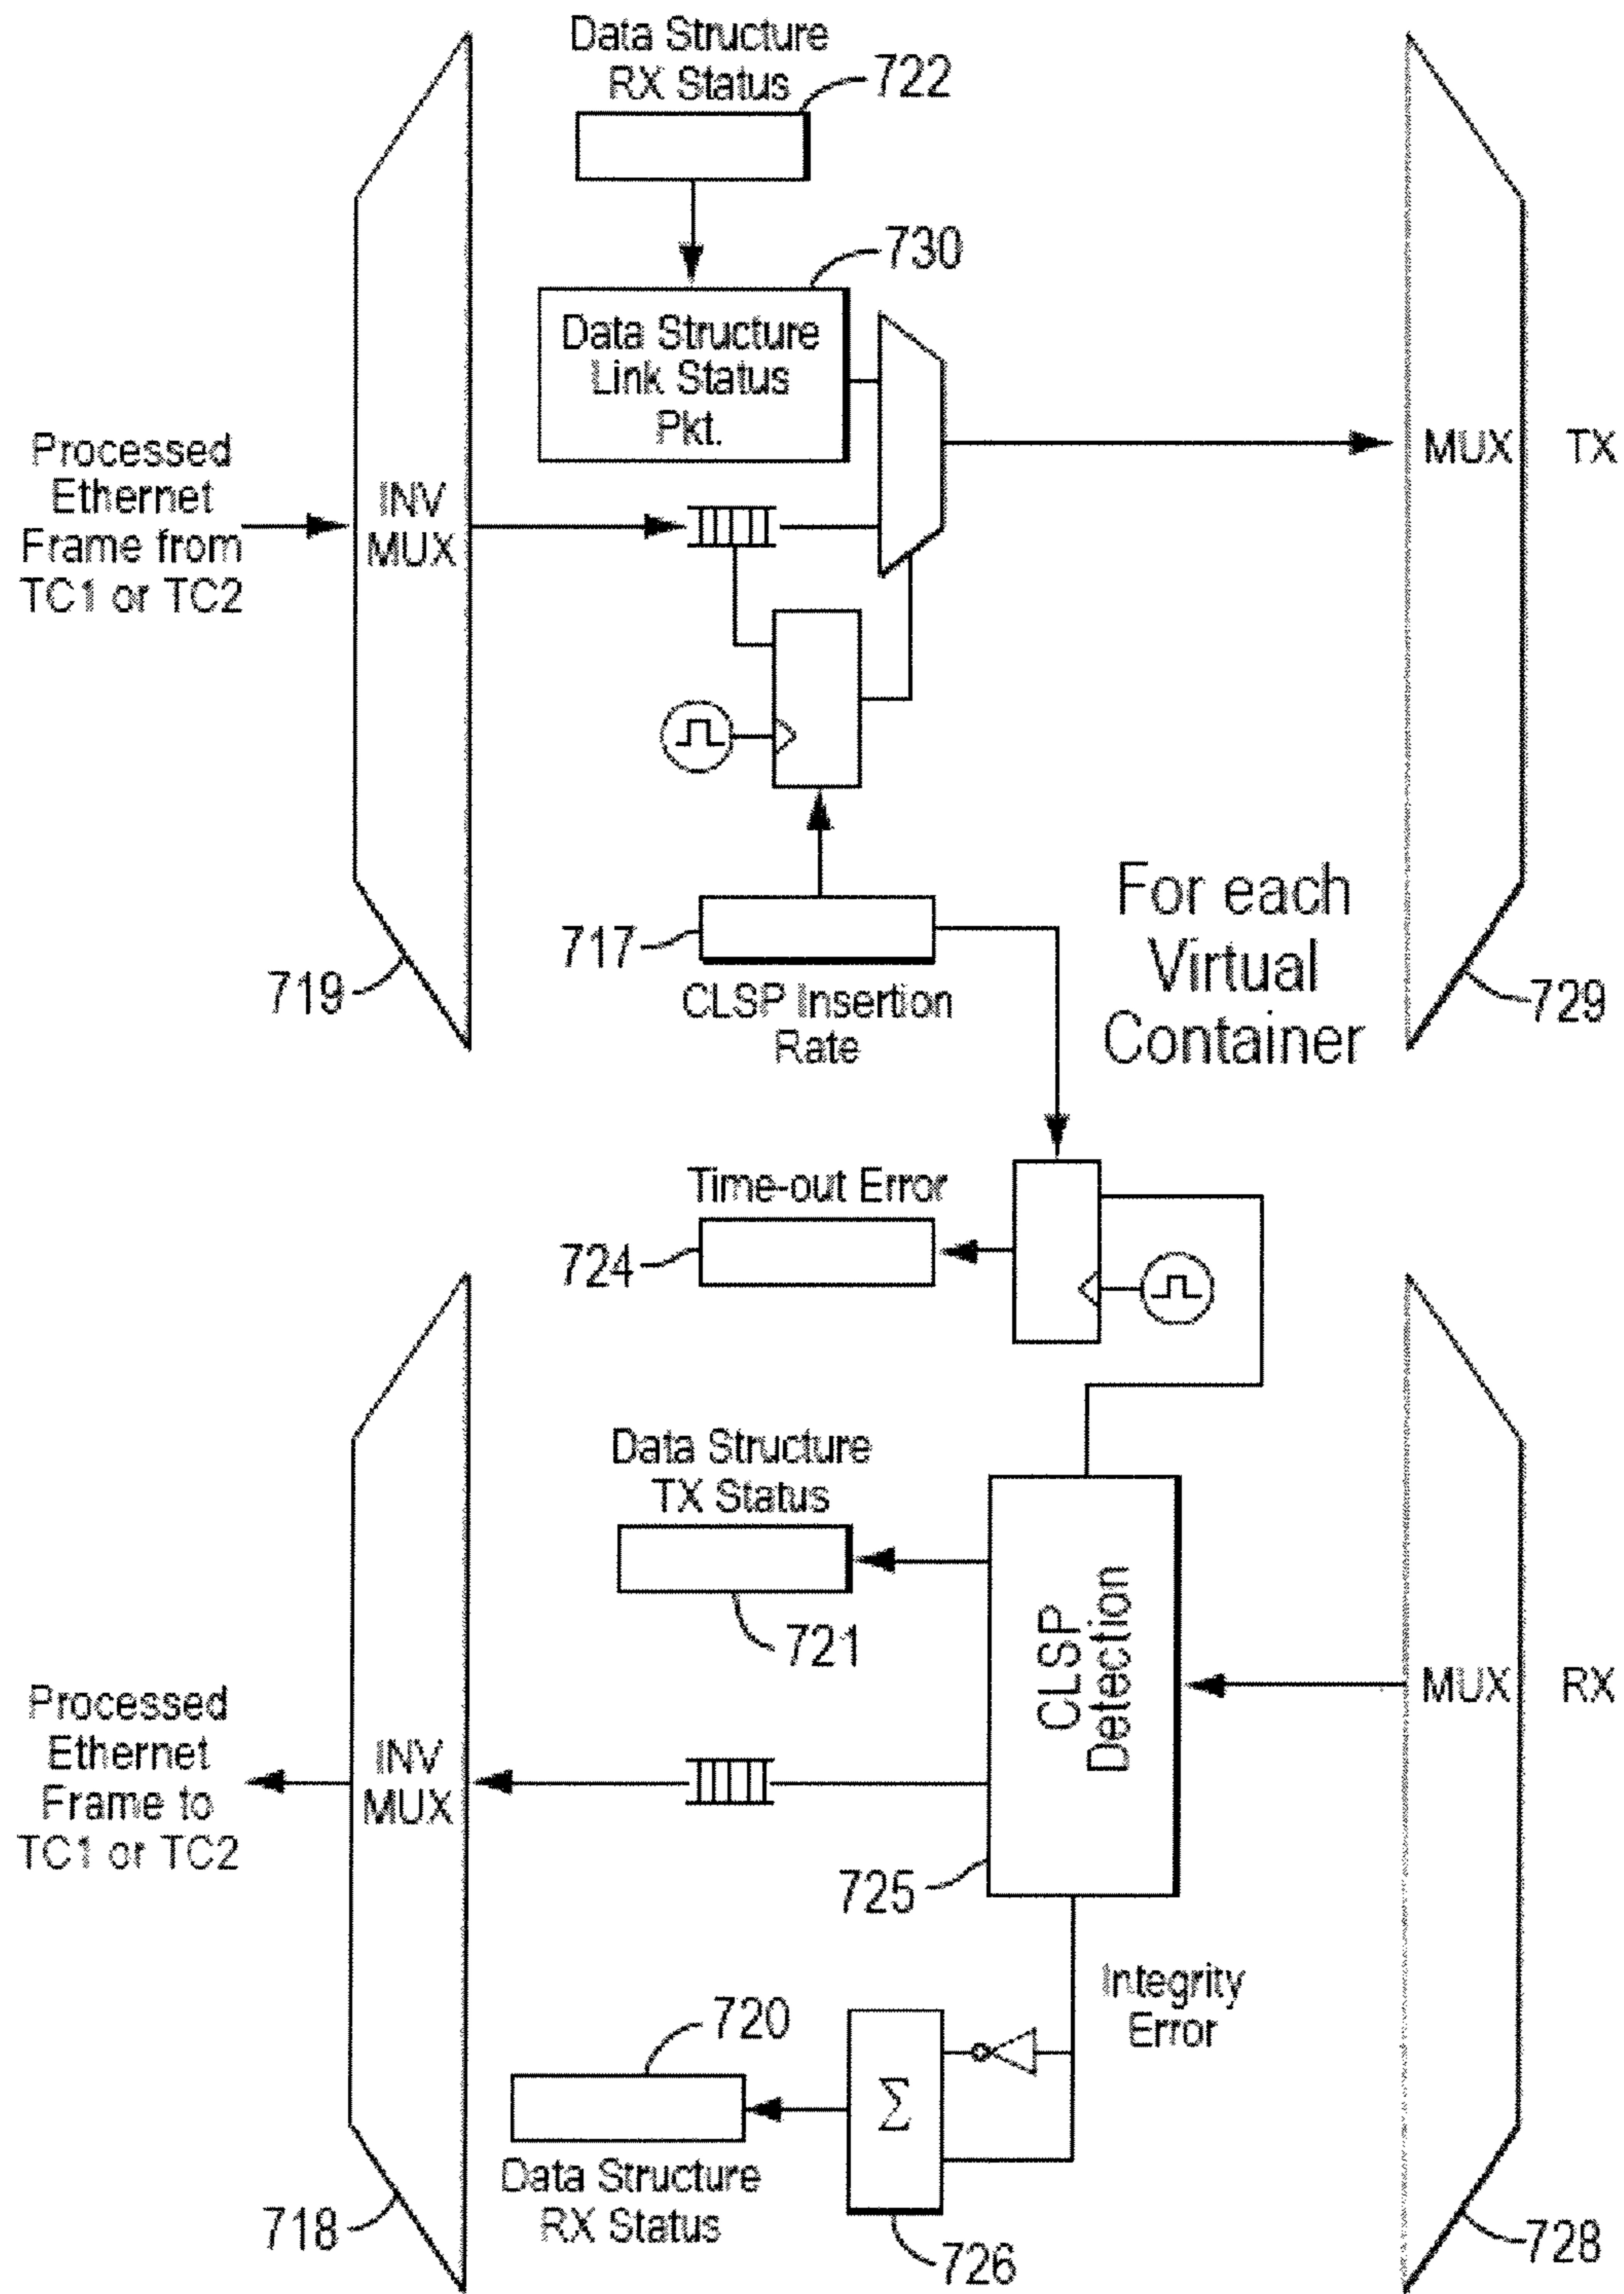 Data Structure
RX Status
722
730
Data Structure
Link Status
Pkt.
Processed
Ethernet
Frame from
TC1 or TC2
INV
MUX
MUX
TX
717
CLSP Insertion
Rate
719
For each
Virtual
Container
729
Time-out Error
724
Data Structure
TX Status
721
CLSP
Detection
MUX
RX
Processed
Ethernet
Frame to
TC1 or TC2
INV
MUX
725
Integrity
Error
720
Σ
Data Structure
RX Status
718
726
728